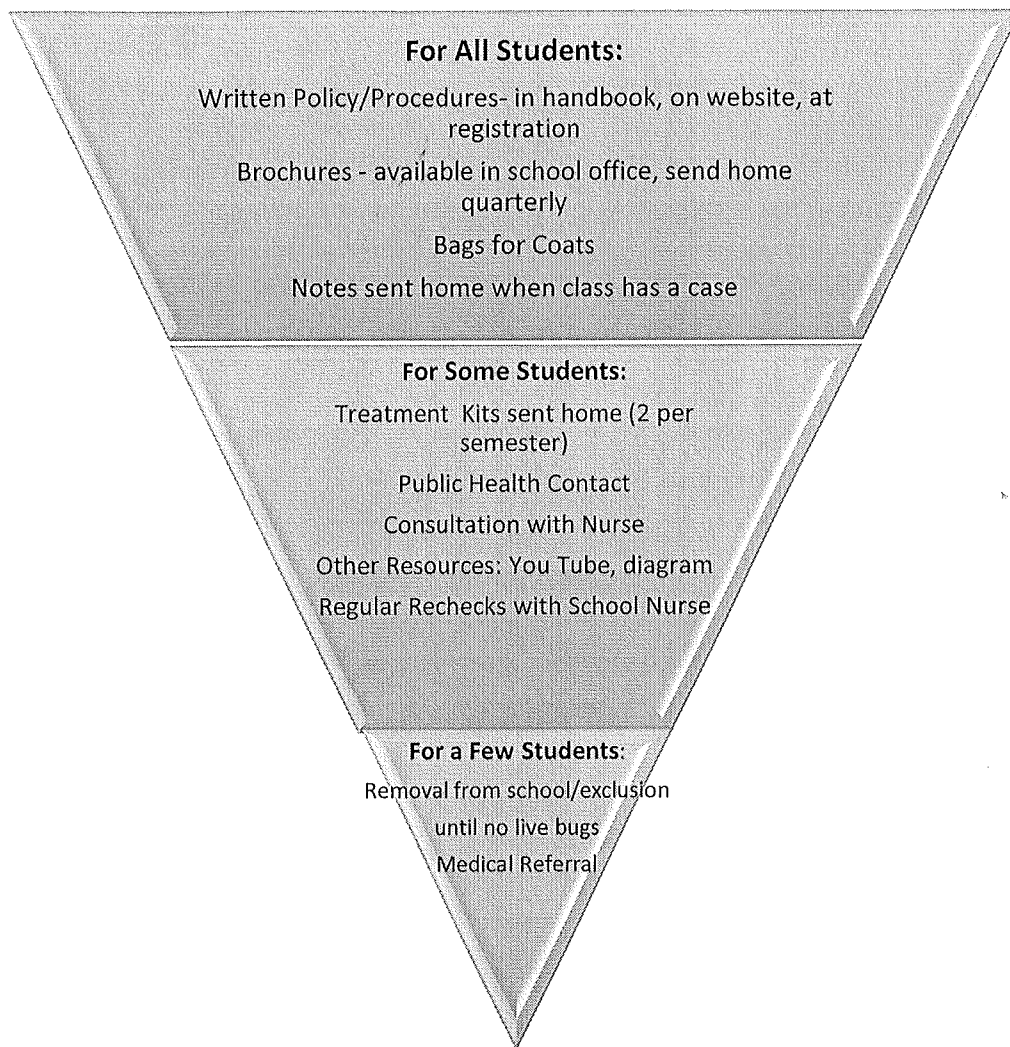 For All Students:
Written Policy/Procedures- in handbook, on website, at
registration
Brochures - available in school office, send home
quarterly
Bags for Coats
Notes sent home when class has a case
For Some Students:
Treatment Kits sent home (2 per
semester)
Public Health Contact
Consultation with Nurse
Other Resources: You Tube, diagram
Regular Rechecks with School Nurse
For a Few Students:
Removal from school/exclusion
until no live bugs
Medical Referral